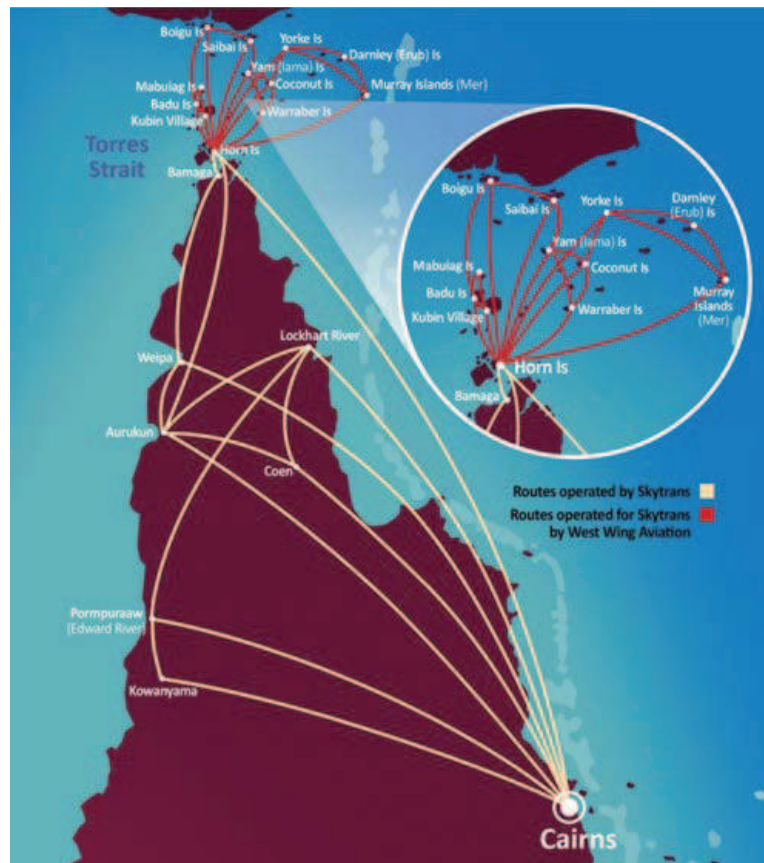 Boigu Is
Saibai Is
Yorke Is
Darnley (Erub) Is
Yam (Iama) Is
Coconut Is
Mabuiag Is
Murray Islands (Mer)
Badu Is
Warraber Is
Kubin Village
Torres
Strait
Horn Is
Bamaga
Boigu Is
Saibai Is
Yorke Is
Darnley
(Erub) Is
Yam (Iama) Is
Mabuiag Is
Coconut Is
Badu Is
Murray
Islands
(Mer)
Kubin Village
Warraber Is
Horn Is
Bamaga
Lockhart River
Weipa
Aurukun
Coen
Routes operated by Skytrans
Routes operated for Skytrans
by West Wing Aviation
Pormpuraaw
(Edward River)
Kowanyama
Cairns